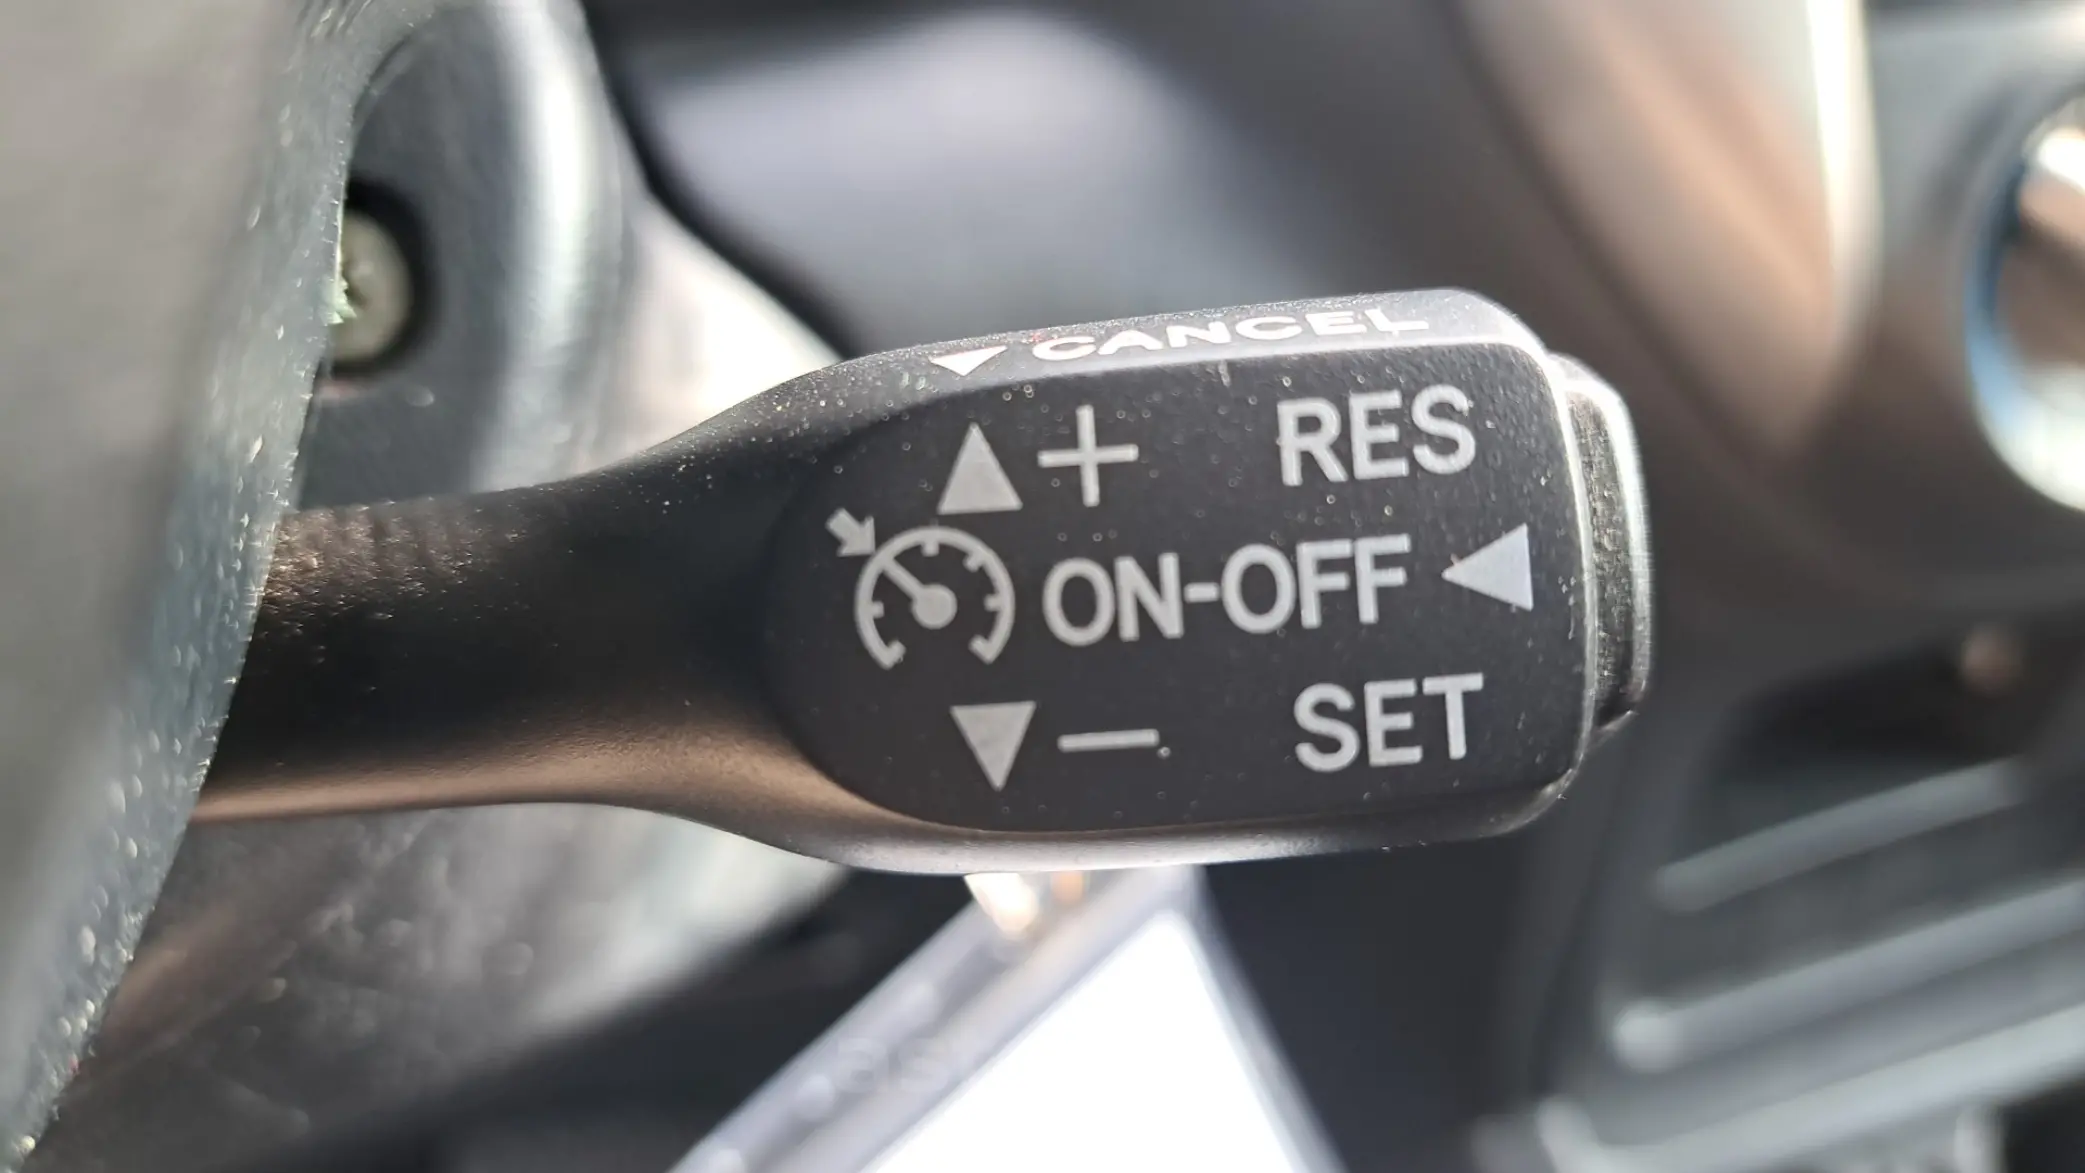 CANCEL
+ RES
ON-OFF
- SET